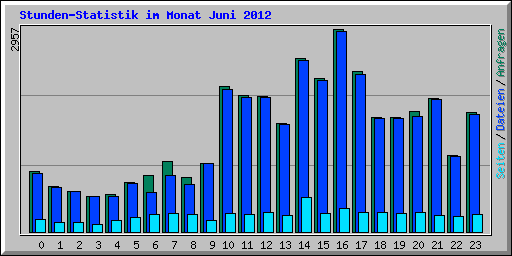 Stunden-Statistik im Monat Juni 2012
2957
Seiten/Dateien/Anfragen
0 1 2 3 4 5 6 7 8 9 10 11 12 13 14 15 16 17 18 19 20 21 22 23